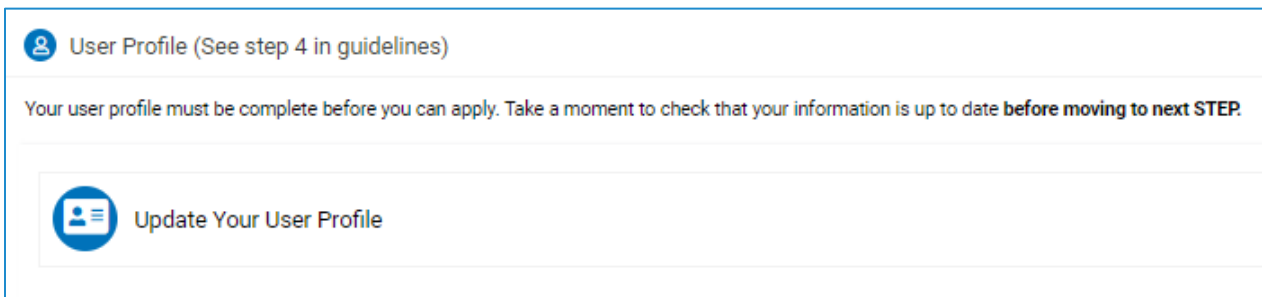 User Profile (See step 4 in guidelines)
Your user profile must be complete before you can apply. Take a moment to check that your information is up to date before moving to next STEP.
Update Your User Profile